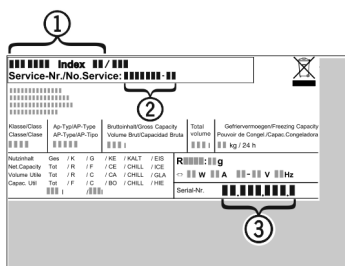 1
Index /
Service-Nr./No.Service: -
2
Klasse/Class Ap-Typ/AP-Type Bruttoinhalt/Gross Capacity Total Gefriervermoegen/Freezing Capacity
Classe/Clase AP-Type/AP-Tipo Volume Brut/Capacidad Bruta volume Pouvoir de Congel./Capac.Congeladora
l l kg / 24 h
Nutzinhalt Ges / K / G / KE / KALT / EIS
Net.Capacity Tot / R / F / CE / CHILL / ICE
Volume Utile Tot / R / C / CA / CHILL / GLA
Capac. Util Tot / F / C / BO / CHILL / HIE
l / l
R : g
~ W A - V Hz
Serial-Nr. . . .
3